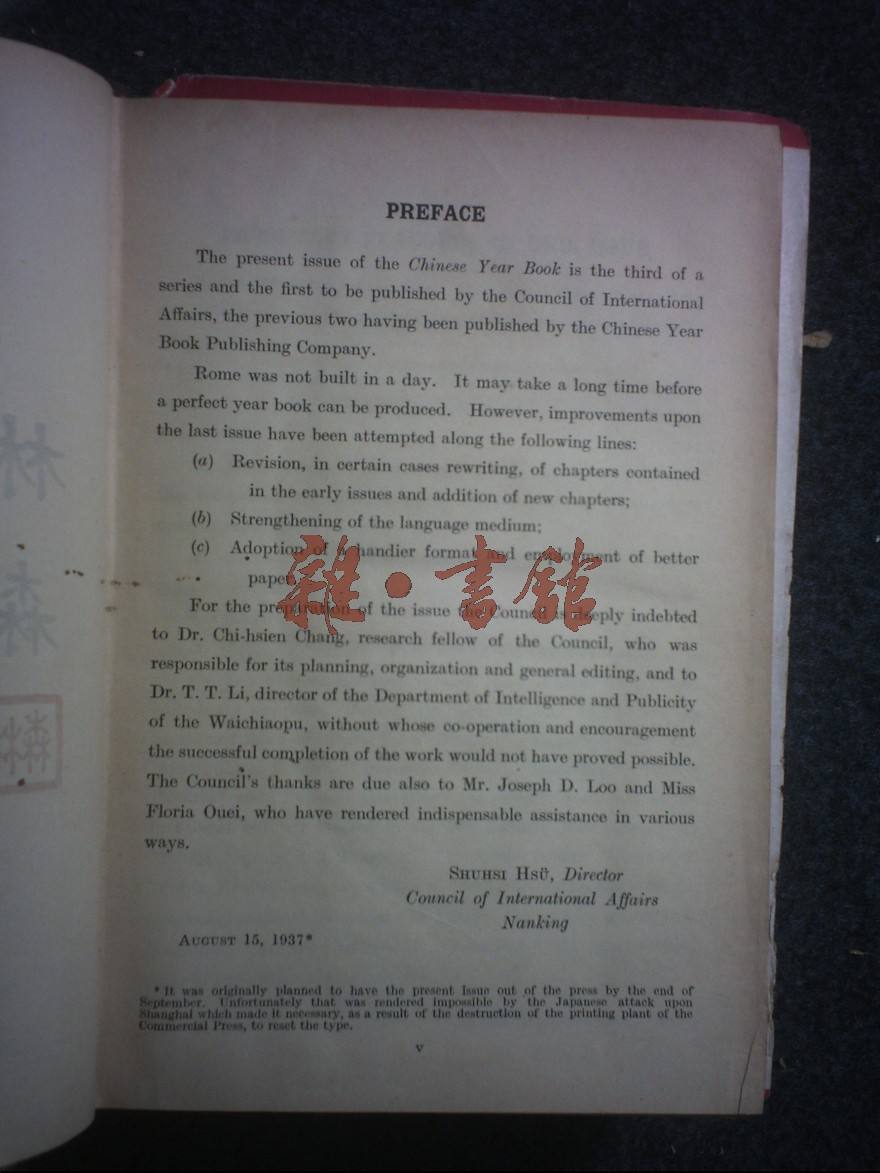 PREFACE
The present issue of the Chinese Year Book is the third of a
series and the first to be published by the Council of International
Affairs, the previous two having been published by the Chinese Year
Book Publishing Company.
Rome was not built in a day. It may take a long time before
a perfect year book can be produced. However, improvements upon
the last issue have been attempted along the following lines:
(a) Revision, in certain cases rewriting, of chapters contained
in the early issues and addition of new chapters;
(b) Strengthening of the language medium;
(c) Adoption of a handier format and employment of better
paper.
For the preparation of the issue the Council is deeply indebted
to Dr. Chi-hsien Chang, research fellow of the Council, who was
responsible for its planning, organization and general editing, and to
Dr. T. T. Li, director of the Department of Intelligence and Publicity
of the Waichiaopu, without whose co-operation and encouragement
the successful completion of the work would not have proved possible.
The Council's thanks are due also to Mr. Joseph D. Loo and Miss
Floria Ouei, who have rendered indispensable assistance in various
ways.
SHUHSI HSÜ, Director
Council of International Affairs
Nanking
AUGUST 15, 1937*
* It was originally planned to have the present issue out of the press by the end of
September. Unfortunately that was rendered impossible by the Japanese attack upon
Shanghai which made it necessary, as a result of the destruction of the printing plant of the
Commercial Press, to reset the type.
v
雜·書館
林
森